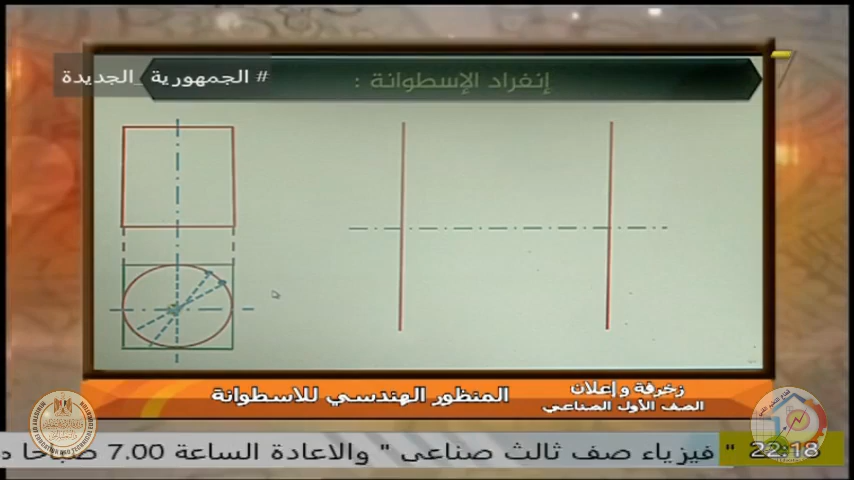 # الجمهورية_الجديدة
إنفراد الإسطوانة :
زخرفة وإعلان
الصف الأول الصناعي
المنظور الهندسي للاسطوانة
22:18
" فيزياء صف ثالث صناعى " والاعادة الساعة 7.00 صباحا